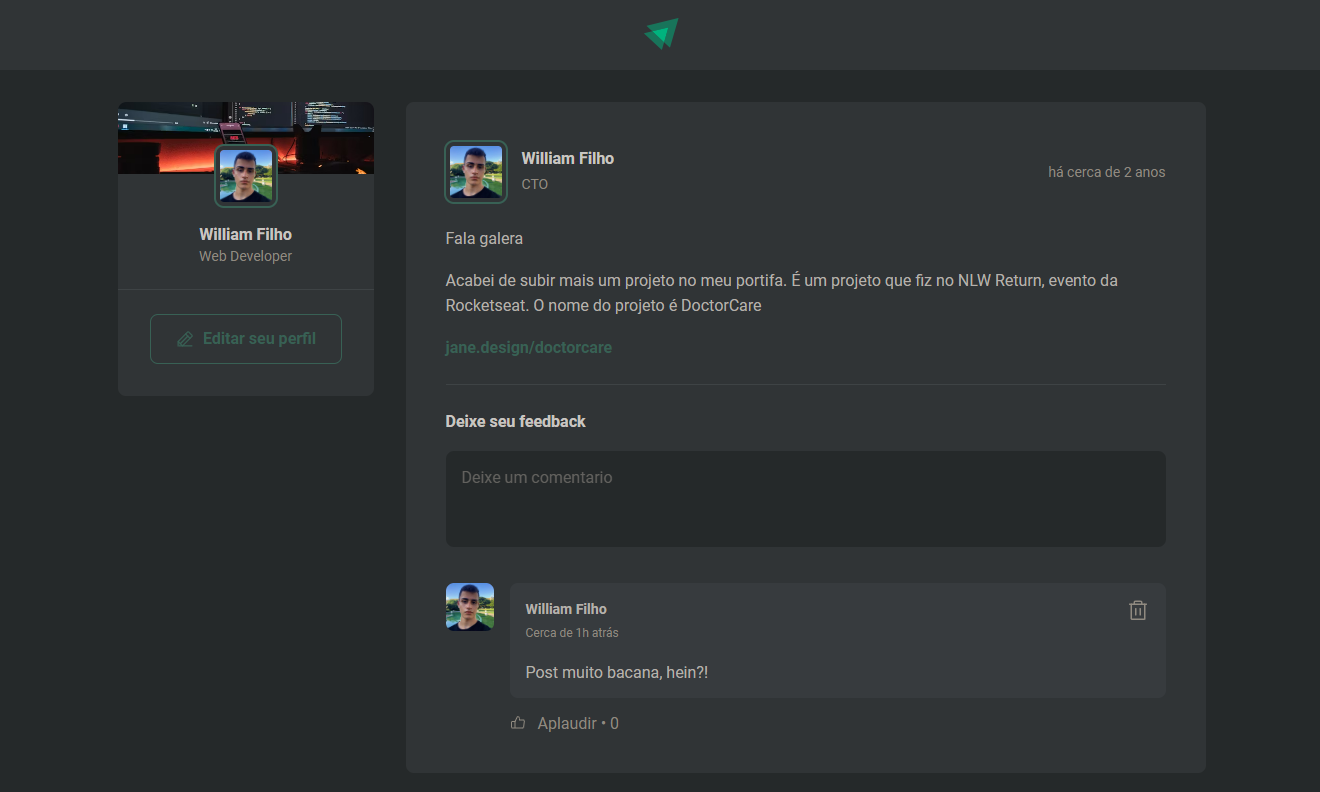 William Filho
Web Developer
Editar seu perfil
William Filho
CTO
há cerca de 2 anos
Fala galera
Acabei de subir mais um projeto no meu portifa. É um projeto que fiz no NLW Return, evento da
Rocketseat. O nome do projeto é DoctorCare
jane.design/doctorcare
Deixe seu feedback
Deixe um comentario
William Filho
Cerca de 1h atrás
Post muito bacana, hein?!
Aplaudir • 0